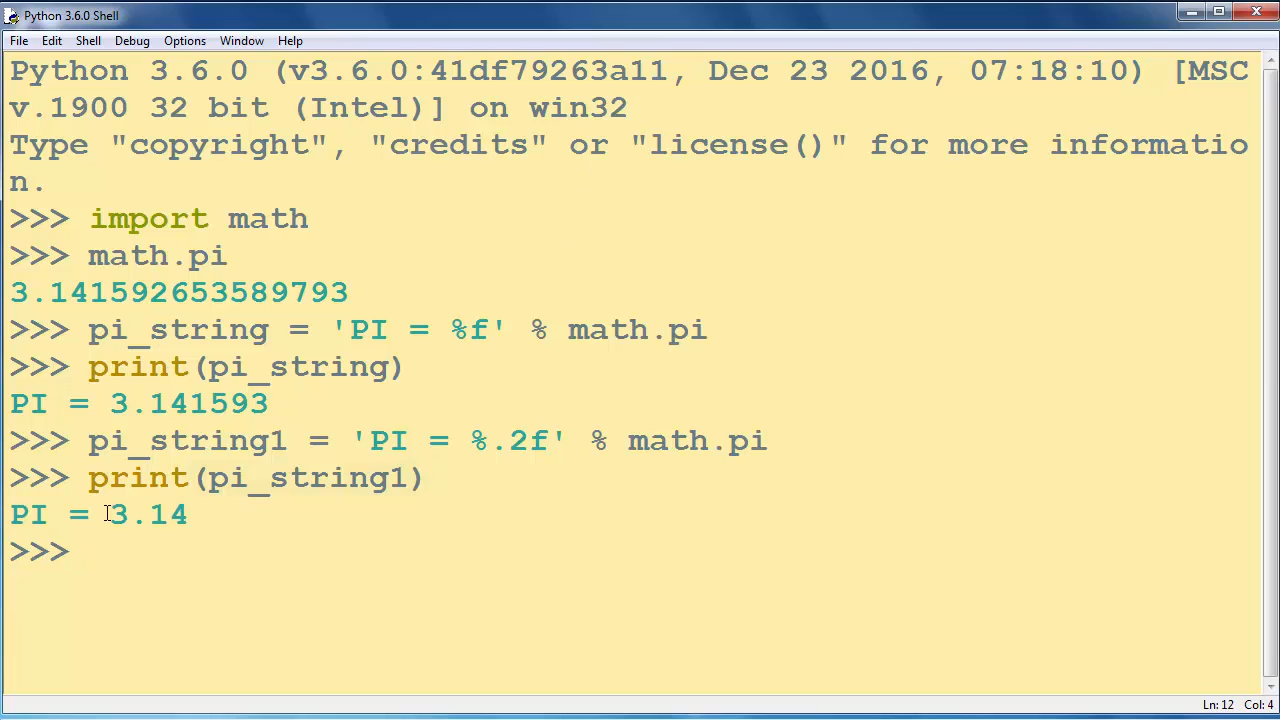 Python 3.6.0 Shell
File Edit Shell Debug Options Window Help
Python 3.6.0 (v3.6.0:41df79263a11, Dec 23 2016, 07:18:10) [MSC
v.1900 32 bit (Intel)] on win32
Type "copyright", "credits" or "license()" for more informatio
n.
>>> import math
>>> math.pi
3.141592653589793
>>> pi_string = 'PI = %f' % math.pi
>>> print(pi_string)
PI = 3.141593
>>> pi_string1 = 'PI = %.2f' % math.pi
>>> print(pi_string1)
PI = 3.14
>>>
Ln: 12 Col: 4